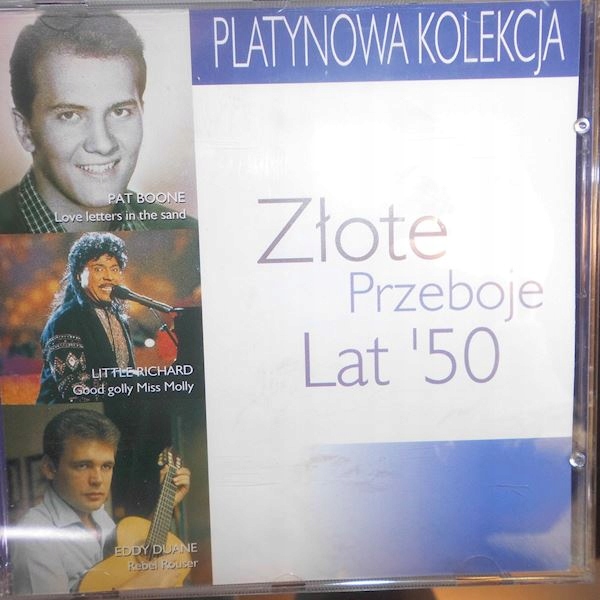 PLATYNOWA KOLEKCJA
PAT BOONE
Love letters in the sand
Złote
Przeboje
Lat '50
LITTLE RICHARD
Good golly Miss Molly
EDDY DUANE
Rebel Rouser